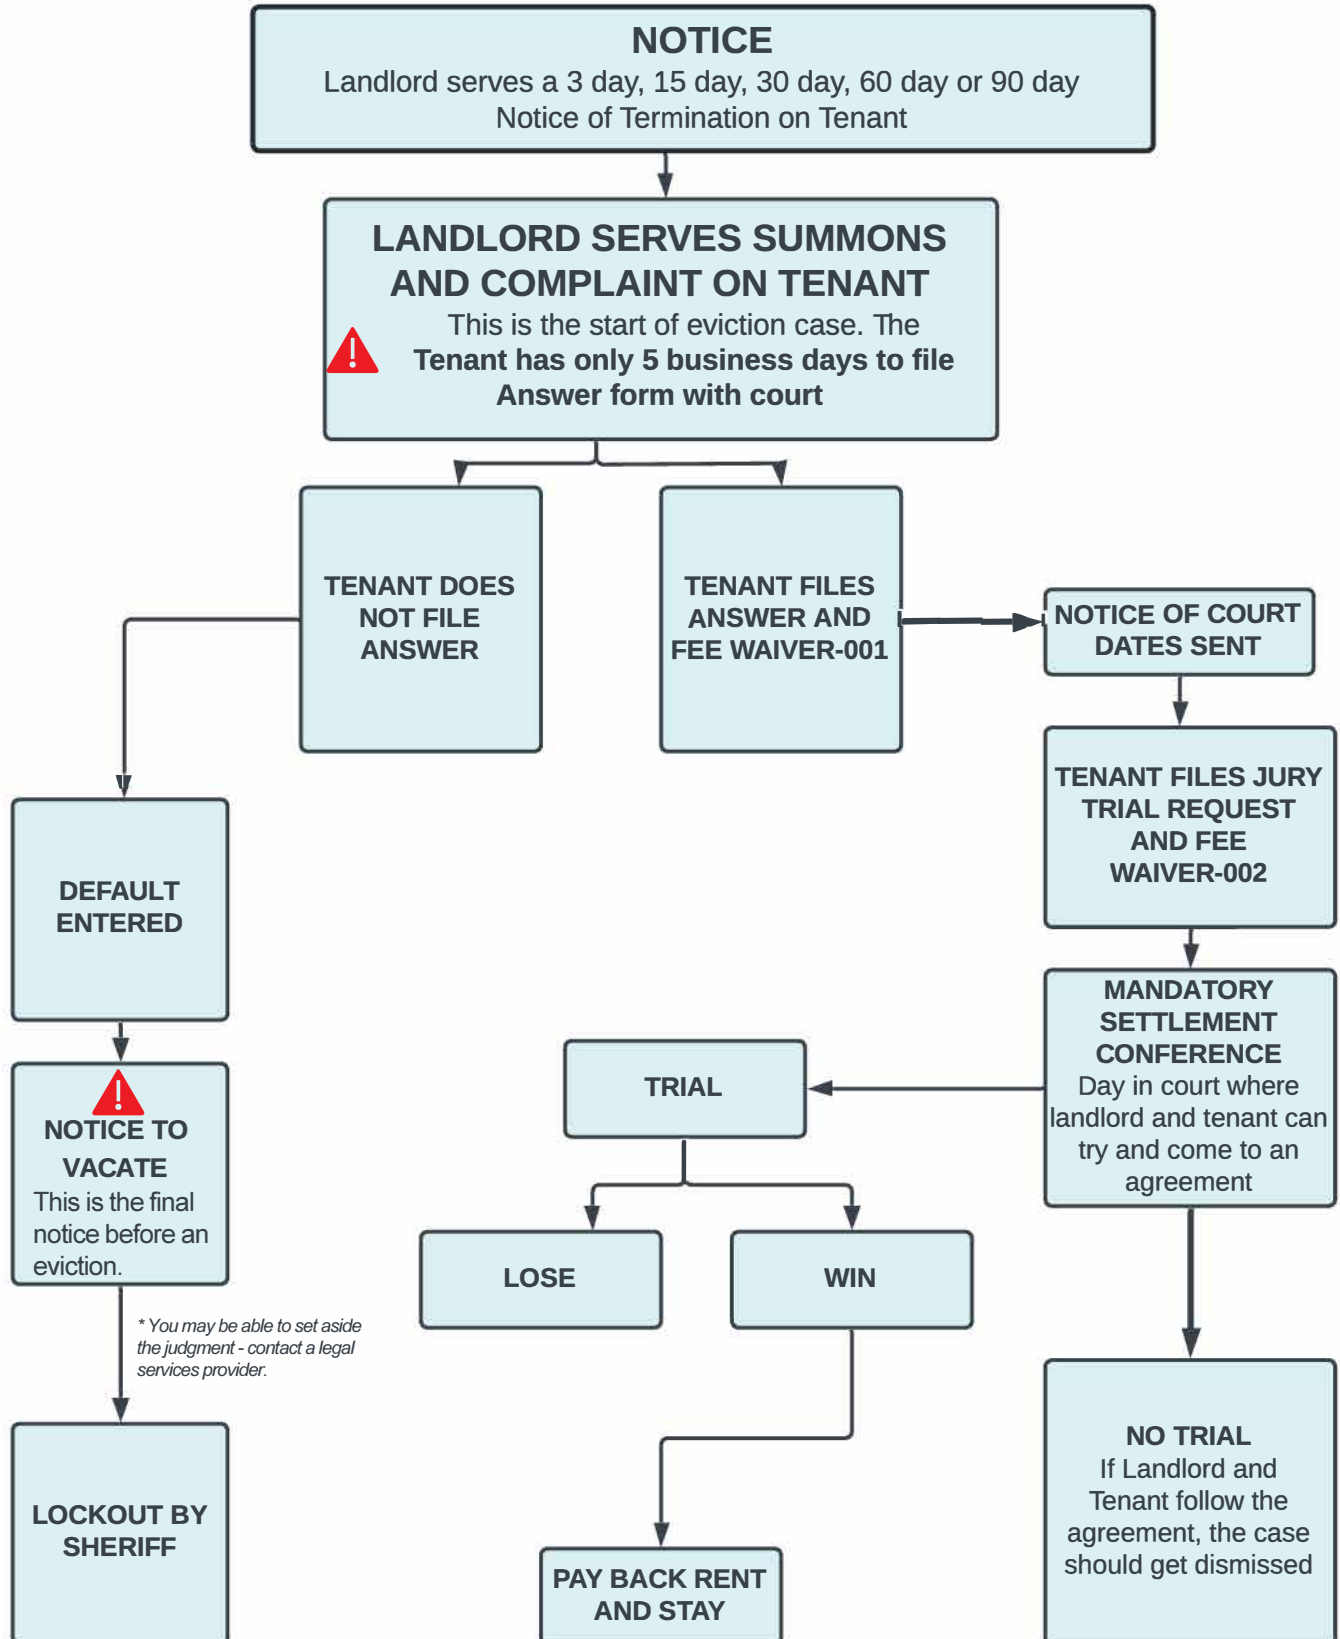 NOTICE
Landlord serves a 3 day, 15 day, 30 day, 60 day or 90 day
Notice of Termination on Tenant
LANDLORD SERVES SUMMONS
AND COMPLAINT ON TENANT
This is the start of eviction case. The
Tenant has only 5 business days to file
Answer form with court
TENANT DOES
NOT FILE
ANSWER
TENANT FILES
ANSWER AND
FEE WAIVER-001
NOTICE OF COURT
DATES SENT
TENANT FILES JURY
TRIAL REQUEST
AND FEE
WAIVER-002
DEFAULT
ENTERED
MANDATORY
SETTLEMENT
CONFERENCE
Day in court where
landlord and tenant can
try and come to an
agreement
TRIAL
NOTICE TO
VACATE
This is the final
notice before an
eviction.
LOSE
WIN
* You may be able to set aside
the judgment - contact a legal
services provider.
NO TRIAL
If Landlord and
Tenant follow the
agreement, the case
should get dismissed
LOCKOUT BY
SHERIFF
PAY BACK RENT
AND STAY